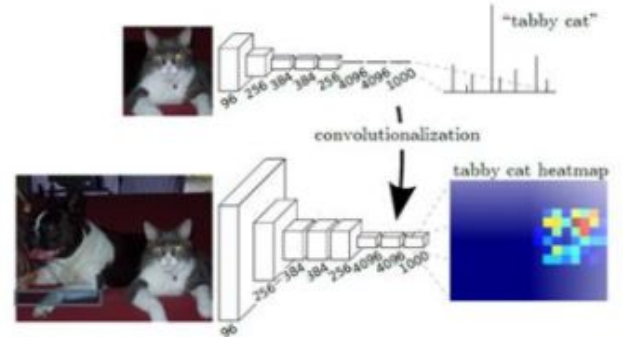 "tabby cat"
96 256 384 384 256 4096 4096 1000
convolutionalization
tabby cat heatmap
96 256 384 384 256 4096 4096 1000